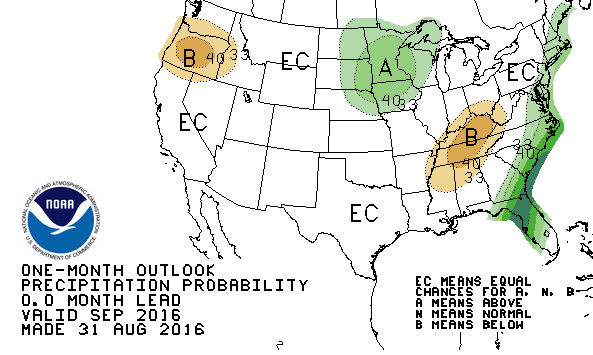 B 40 33
EC
A
40 33
EC
EC
B
40
33
33
40
EC
NATIONAL OCEANIC AND ATMOSPHERIC ADMINISTRATION
NOAA
U.S. DEPARTMENT OF COMMERCE
ONE-MONTH OUTLOOK
PRECIPITATION PROBABILITY
0.0 MONTH LEAD
VALID SEP 2016
MADE 31 AUG 2016
EC MEANS EQUAL
CHANCES FOR A, N, B
A MEANS ABOVE
N MEANS NORMAL
B MEANS BELOW